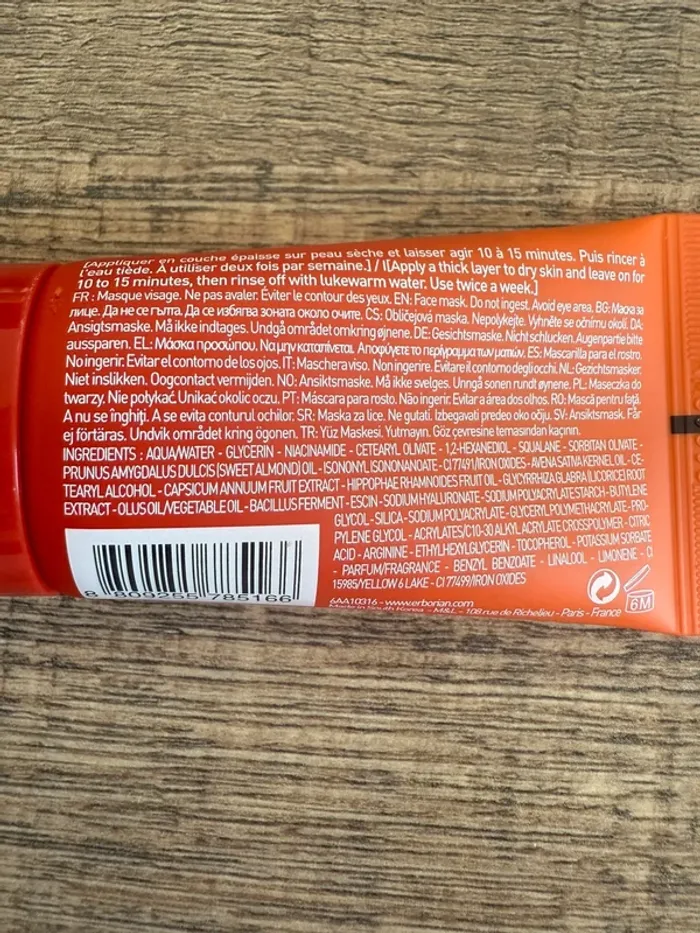 [Appliquer en couche épaisse sur peau sèche et laisser agir 10 à 15 minutes. Puis rincer à
l'eau tiède. À utiliser deux fois par semaine.] / [Apply a thick layer to dry skin and leave on for
10 to 15 minutes, then rinse off with lukewarm water. Use twice a week.]
FR : Masque visage. Ne pas avaler. Éviter le contour des yeux. EN: Face mask. Do not ingest. Avoid eye area. BG: Маска за
лице. Да не се гълта. Да се избягва зоната около очите. CS: Obličejová maska. Nepolykejte. Vyhněte se očnímu okolí. DA:
Ansigtsmaske. Må ikke indtages. Undgå området omkring øjnene. DE: Gesichtsmaske. Nicht schlucken. Augenpartie bitte
aussparen. EL: Μάσκα προσώπου. Να μην καταπίνεται. Αποφύγετε το περίγραμμα των ματιών. ES: Mascarilla para el rostro.
No ingerir. Evitar el contorno de los ojos. IT: Maschera viso. Non ingerire. Evitare il contorno degli occhi. NL: Gezichtsmasker.
Niet inslikken. Oogcontact vermijden. NO: Ansiktsmaske. Må ikke svelges. Unngå sonen rundt øynene. PL: Maseczka do
twarzy. Nie połykać. Unikać okolic oczu. PT: Máscara para rosto. Não ingerir. Evitar a área dos olhos. RO: Mască pentru față.
A nu se înghiți. A se evita conturul ochilor. SR: Maska za lice. Ne gutati. Izbegavati predeo oko očiju. SV: Ansiktsmask. Får
ej förtäras. Undvik området kring ögonen. TR: Yüz Maskesi. Yutmayın. Göz çevresine temasından kaçının.
INGREDIENTS : AQUA/WATER - GLYCERIN - NIACINAMIDE - CETEARYL OLIVATE - 1,2-HEXANEDIOL - SQUALANE - SORBITAN OLIVATE -
PRUNUS AMYGDALUS DULCIS (SWEET ALMOND) OIL - ISONONYL ISONONANOATE - CI 77491/IRON OXIDES - AVENA SATIVA KERNEL OIL - CE-
TEARYL ALCOHOL - CAPSICUM ANNUUM FRUIT EXTRACT - HIPPOPHAE RHAMNOIDES FRUIT OIL - GLYCYRRHIZA GLABRA (LICORICE) ROOT
EXTRACT - OLUS OIL/VEGETABLE OIL - BACILLUS FERMENT - ESCIN - SODIUM HYALURONATE - SODIUM POLYACRYLATE STARCH - BUTYLENE
GLYCOL - SILICA - SODIUM POLYACRYLATE - GLYCERYL POLYMETHACRYLATE - PRO-
PYLENE GLYCOL - ACRYLATES/C10-30 ALKYL ACRYLATE CROSSPOLYMER - CITRIC
ACID - ARGININE - ETHYLHEXYLGLYCERIN - TOCOPHEROL - POTASSIUM SORBATE
- PARFUM/FRAGRANCE - BENZYL BENZOATE - LINALOOL - LIMONENE - CI
15985/YELLOW 6 LAKE - CI 77499/IRON OXIDES
8 809255 785166
6AA10316 - www.erborian.com
Made in South Korea - M&L - 108 rue de Richelieu - Paris - France
6M